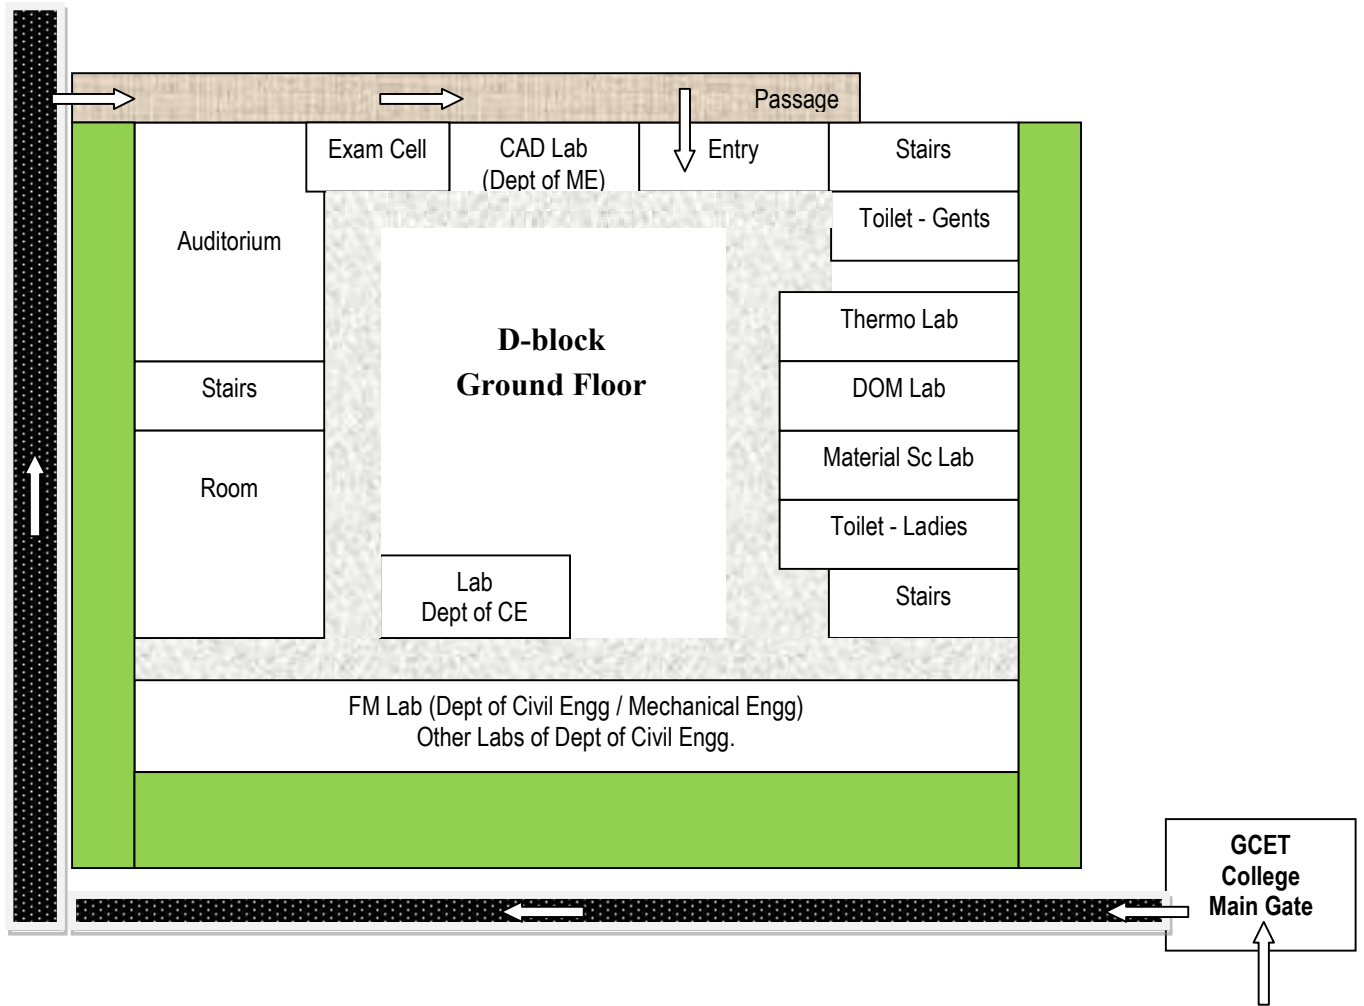 Passage
Exam Cell
CAD Lab
(Dept of ME)
Entry
Stairs
Auditorium
Toilet - Gents
D-block
Ground Floor
Thermo Lab
Stairs
DOM Lab
Room
Material Sc Lab
Toilet - Ladies
Lab
Dept of CE
Stairs
FM Lab (Dept of Civil Engg / Mechanical Engg)
Other Labs of Dept of Civil Engg.
GCET
College
Main Gate